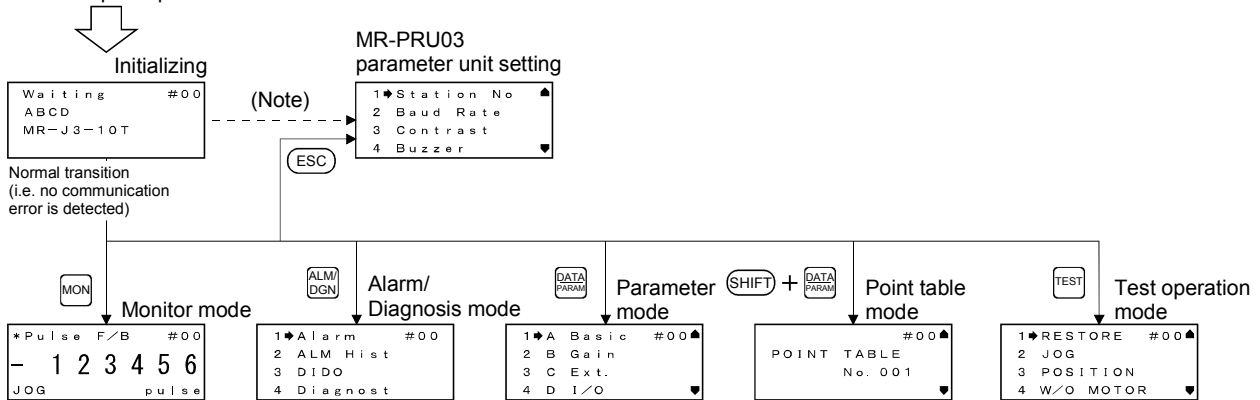 Initializing
Waiting #00
ABCD
MR-J3-10T
(Note)
MR-PRU03
parameter unit setting
1 Station No
2 Baud Rate
3 Contrast
4 Buzzer
ESC
Normal transition
(i.e. no communication
error is detected)
MON
Monitor mode
*Pulse F/B #00
- 123456
JOG pulse
ALM/
DGN
Alarm/
Diagnosis mode
1 Alarm #00
2 ALM Hist
3 DIDO
4 Diagnost
DATA
PARAM
Parameter
mode
1 A Basic #00
2 B Gain
3 C Ext.
4 D I/O
SHIFT + DATA
PARAM
Point table
mode
#00
POINT TABLE
No. 001
TEST
Test operation
mode
1 RESTORE #00
2 JOG
3 POSITION
4 W/O MOTOR